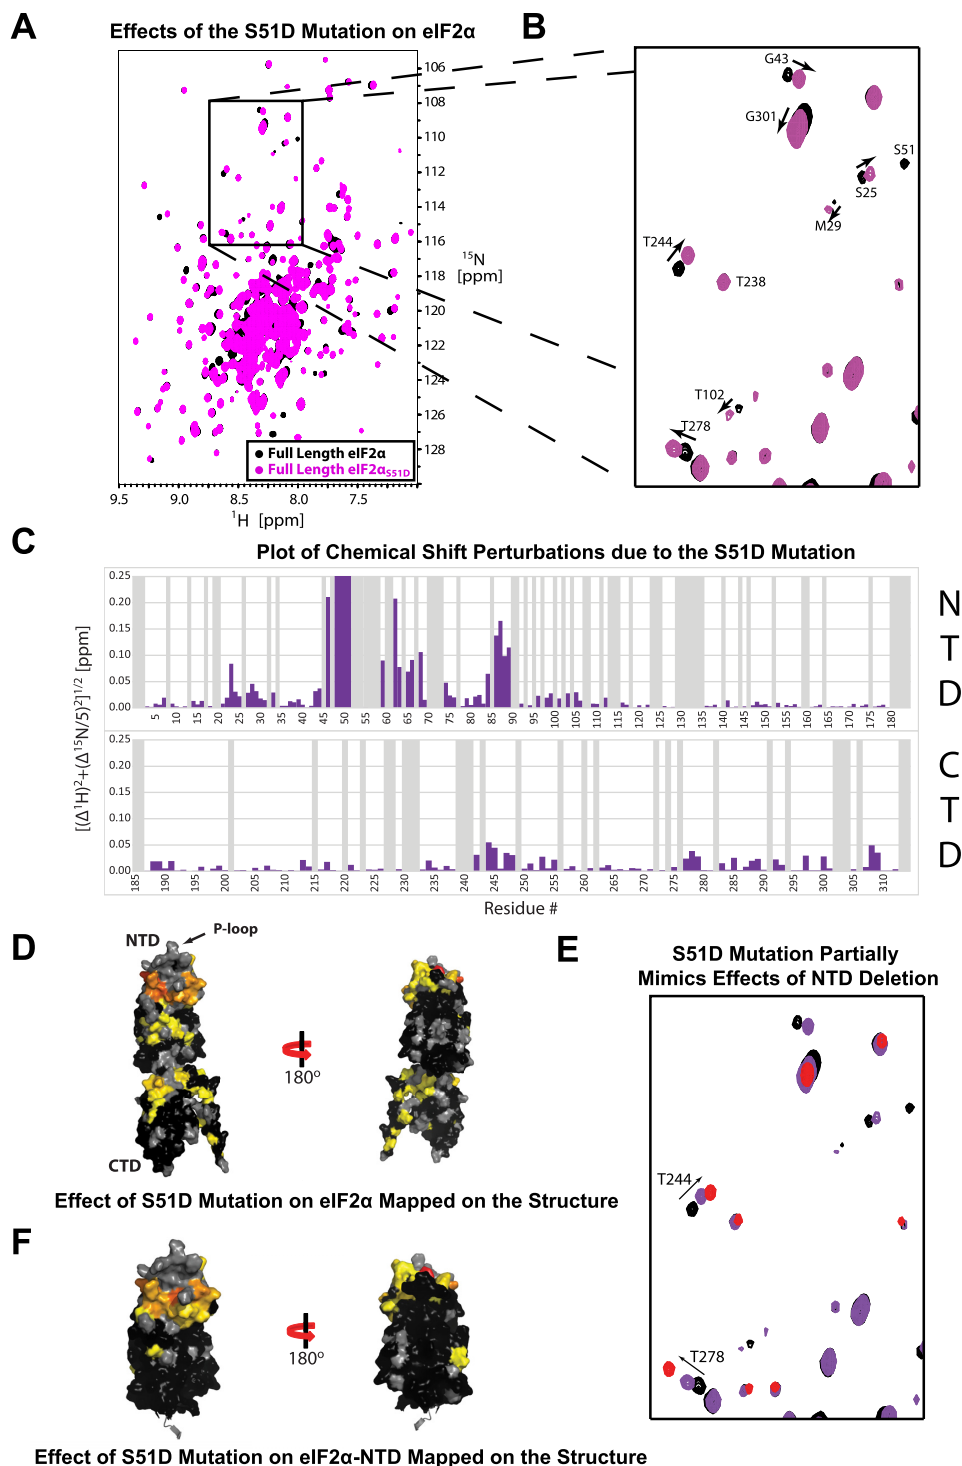 A
Effects of the S51D Mutation on eIF2α
106
108
110
112
114
116
118
120
122
124
126
128
¹⁵N
[ppm]
Full Length eIF2α
Full Length eIF2α_S51D
9.5 9.0 8.5 8.0 7.5
¹H [ppm]
B
G43
G301
S51
S25
M29
T244
T238
T102
T278
C
Plot of Chemical Shift Perturbations due to the S51D Mutation
[(Δ¹H)²+(Δ¹⁵N/5)²]¹/² [ppm]
0.25
0.20
0.15
0.10
0.05
0.00
5 10 15 20 25 30 35 40 45 50 55 60 65 70 75 80 85 90 95 100 105 110 115 120 125 130 135 140 145 150 155 160 165 170 175 180
N
T
D
0.25
0.20
0.15
0.10
0.05
0.00
185 190 195 200 205 210 215 220 225 230 235 240 245 250 255 260 265 270 275 280 285 290 295 300 305 310
C
T
D
Residue #
D
NTD
P-loop
180º
CTD
Effect of S51D Mutation on eIF2α Mapped on the Structure
E
S51D Mutation Partially
Mimics Effects of NTD Deletion
T244
T278
F
180º
Effect of S51D Mutation on eIF2α-NTD Mapped on the Structure